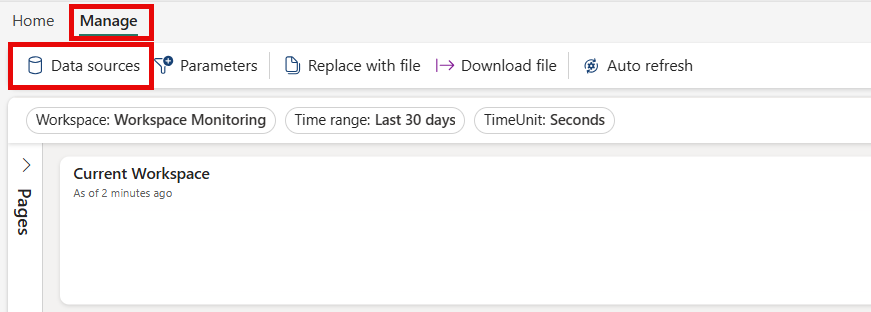 Home Manage
Data sources Parameters Replace with file Download file Auto refresh
Workspace: Workspace Monitoring Time range: Last 30 days TimeUnit: Seconds
Pages
Current Workspace
As of 2 minutes ago